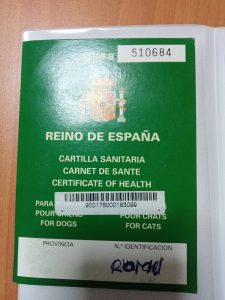 510684
REINO DE ESPAÑA
CARTILLA SANITARIA
CARNET DE SANTE
CERTIFICATE OF HEALTH
PARA
POUR CHIENS POUR CHATS
FOR DOGS FOR CATS
PROVINCIA N.º IDENTIFICACION